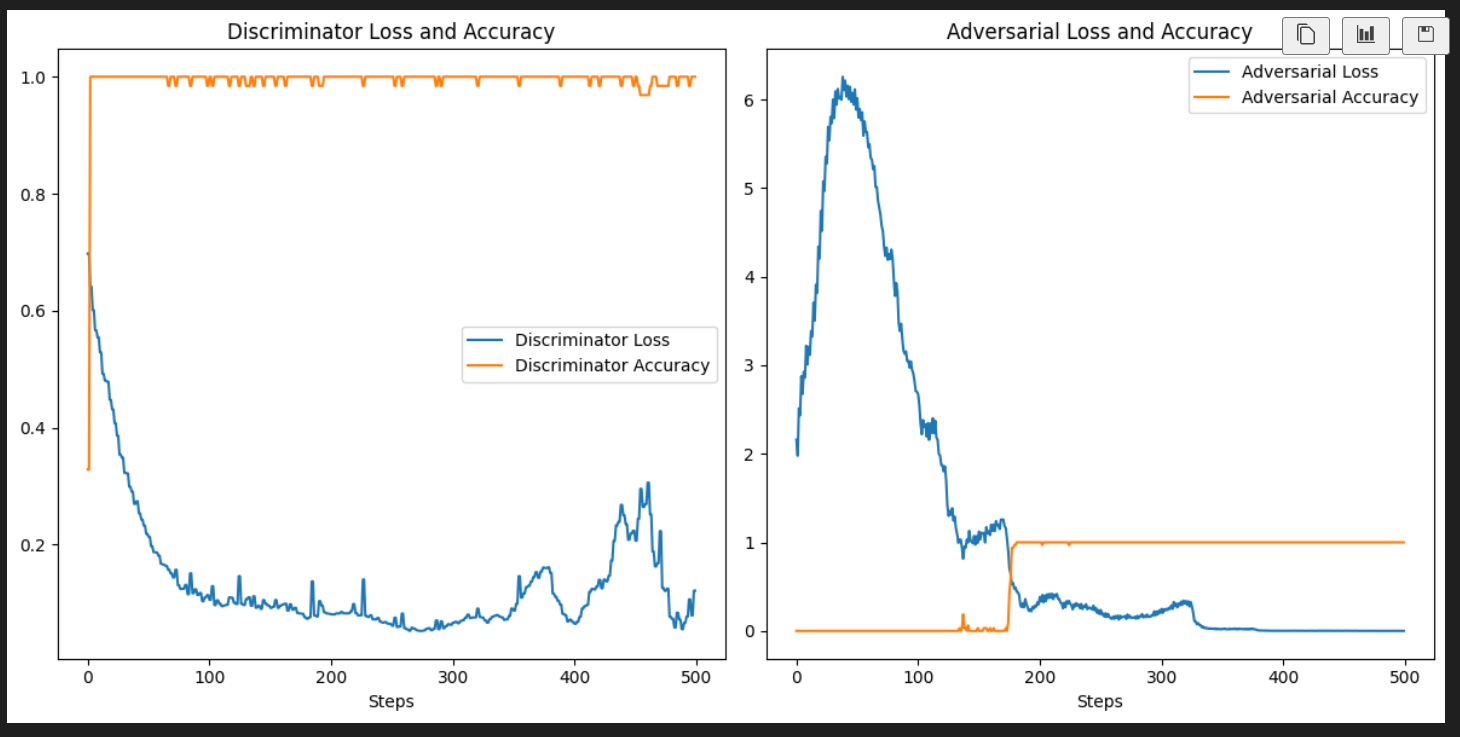 Discriminator Loss and Accuracy
1.0
0.8
0.6
0.4
0.2
Discriminator Loss
Discriminator Accuracy
0 100 200 300 400 500
Steps
Adversarial Loss and Accuracy
Adversarial Loss
Adversarial Accuracy
6
5
4
3
2
1
0
0 100 200 300 400 500
Steps